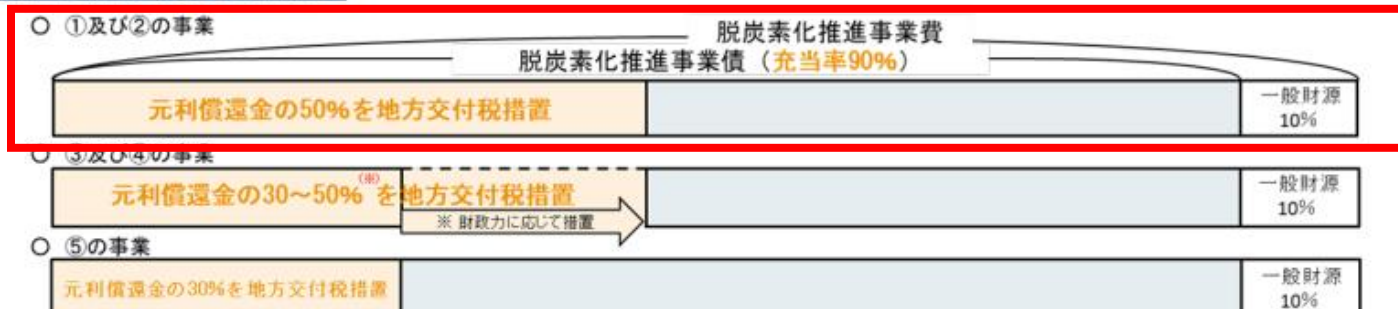 ○ ①及び②の事業
脱炭素化推進事業費
脱炭素化推進事業債（充当率90%）
元利償還金の50%を地方交付税措置
一般財源
10%
○ ③及び④の事業
元利償還金の30～50%(※)を地方交付税措置
※ 財政力に応じて措置
一般財源
10%
○ ⑤の事業
元利償還金の30%を地方交付税措置
一般財源
10%